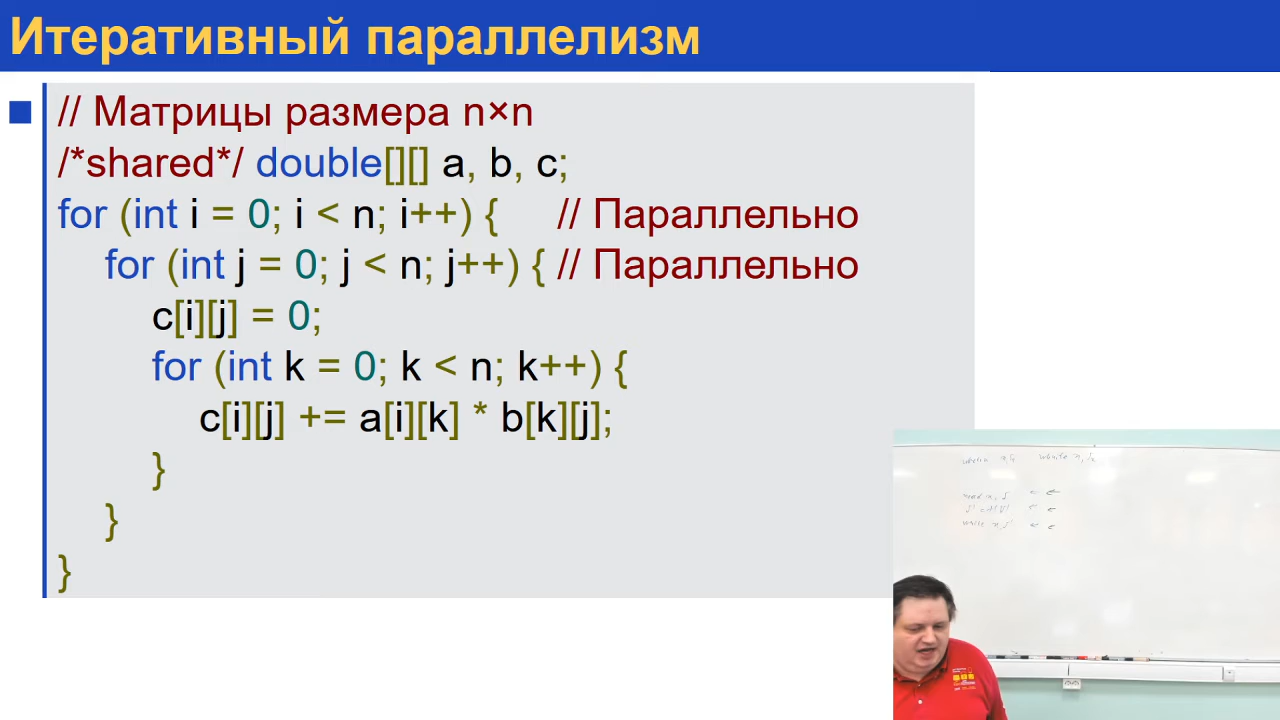 Итеративный параллелизм
// Матрицы размера n×n
/*shared*/ double[][] a, b, c;
for (int i = 0; i < n; i++) { // Параллельно
for (int j = 0; j < n; j++) { // Параллельно
c[i][j] = 0;
for (int k = 0; k < n; k++) {
c[i][j] += a[i][k] * b[k][j];
}
}
}